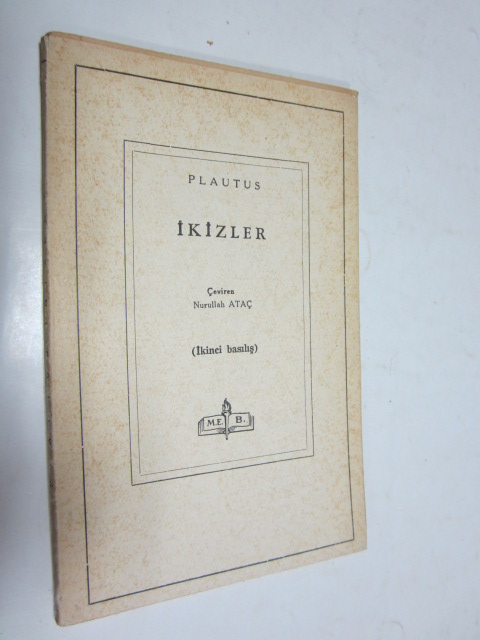 PLAUTUS
İKİZLER
Çeviren
Nurullah ATAÇ
(İkinci basılış)
M.E. B.